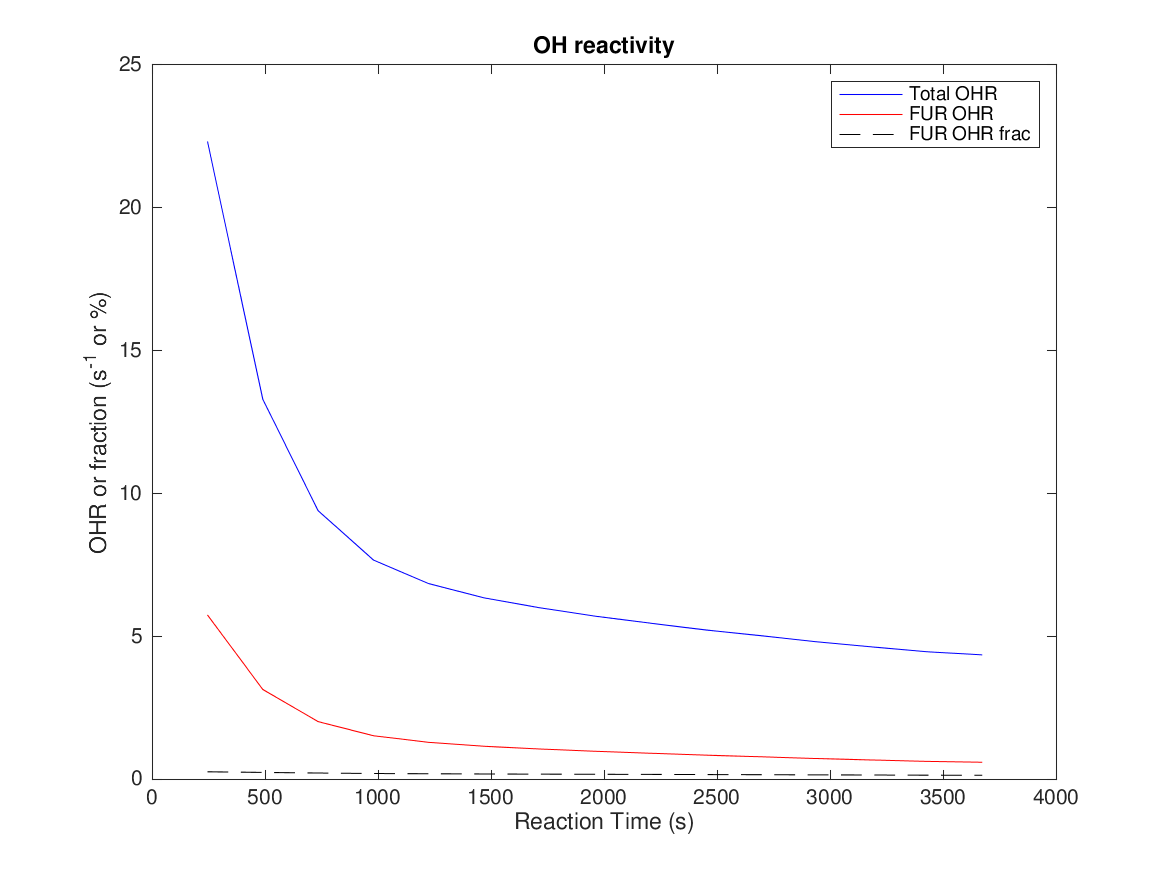 OH reactivity
25
20
15
10
5
0
OHR or fraction (s-1 or %)
Total OHR
FUR OHR
FUR OHR frac
0 500 1000 1500 2000 2500 3000 3500 4000
Reaction Time (s)